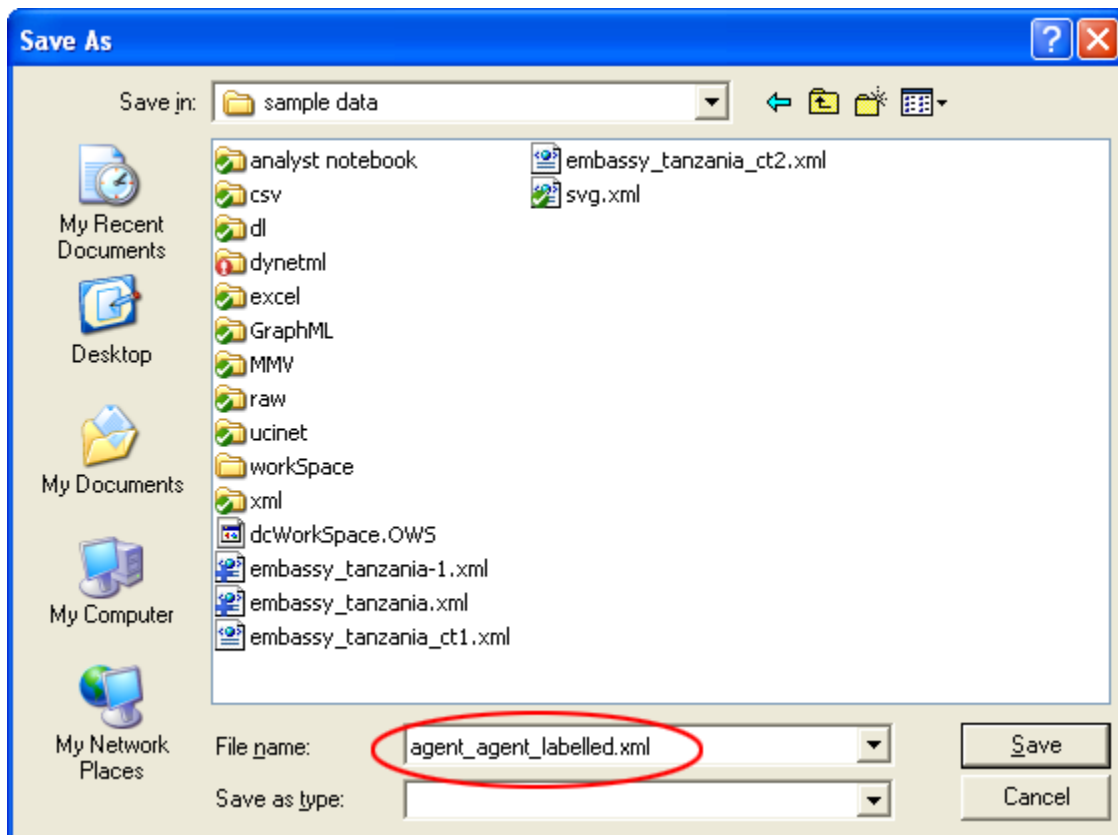 Save As
Save in: sample data
My Recent
Documents
Desktop
My Documents
My Computer
My Network
Places
analyst notebook
csv
dl
dynetml
excel
GraphML
MMV
raw
ucinet
workSpace
xml
dcWorkSpace.OWS
embassy_tanzania-1.xml
embassy_tanzania.xml
embassy_tanzania_ct1.xml
embassy_tanzania_ct2.xml
svg.xml
File name: agent_agent_labelled.xml Save
Save as type: Cancel